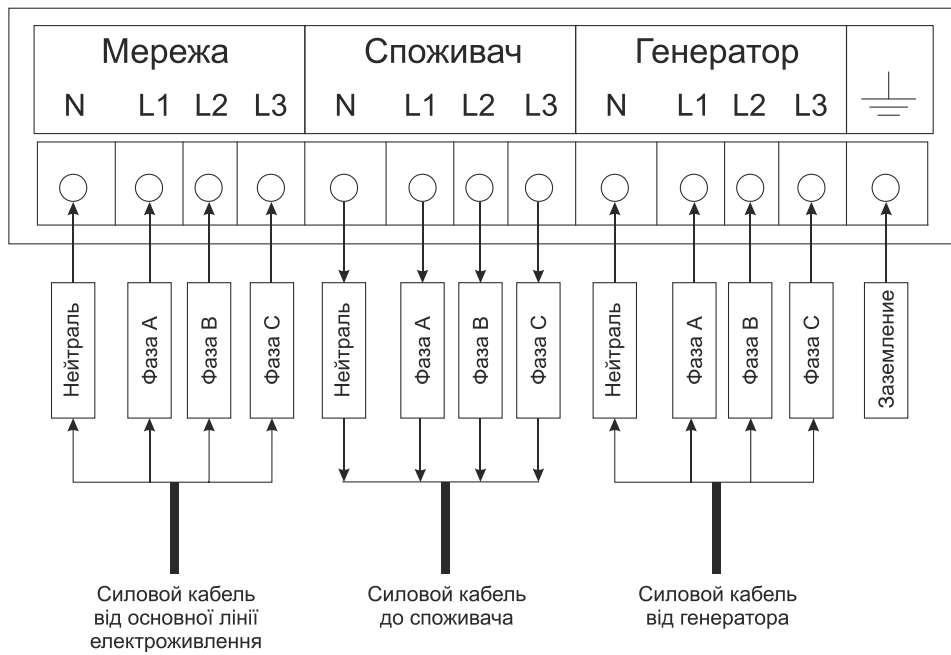 Мережа
Споживач
Генератор
N L1 L2 L3
N L1 L2 L3
N L1 L2 L3
Нейтраль
Фаза А
Фаза В
Фаза С
Нейтраль
Фаза А
Фаза В
Фаза С
Нейтраль
Фаза А
Фаза В
Фаза С
Заземление
Силовой кабель
від основної лінії
електроживлення
Силовой кабель
до споживача
Силовой кабель
від генератора